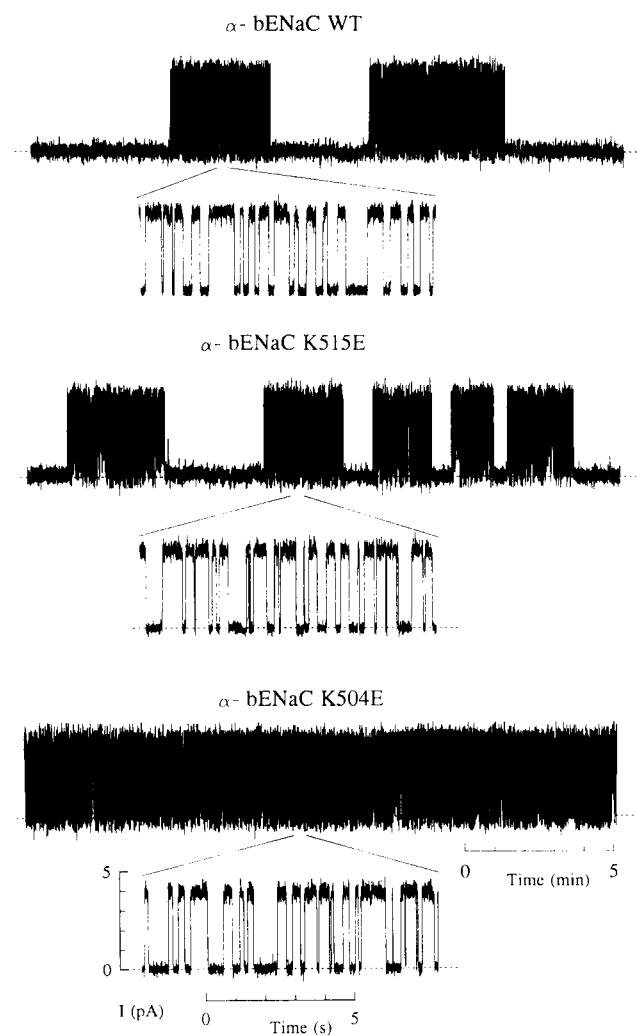 α- bENaC WT
α- bENaC K515E
α- bENaC K504E
0 5
Time (min)
5
0
I (pA)
0 5
Time (s)